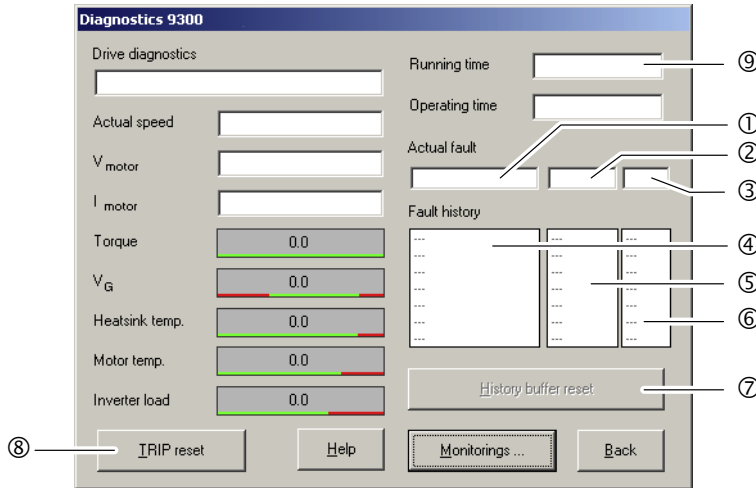 Diagnostics 9300
Drive diagnostics
Running time
⑨
Operating time
Actual speed
①
Actual fault
②
V motor
③
I motor
Fault history
Torque
0.0
--- --- ---
④
--- --- ---
VG
0.0
--- --- ---
⑤
--- --- ---
Heatsink temp.
0.0
--- --- ---
⑥
--- --- ---
Motor temp.
0.0
--- --- ---
Inverter load
0.0
History buffer reset
⑦
⑧
TRIP reset
Help
Monitorings ...
Back